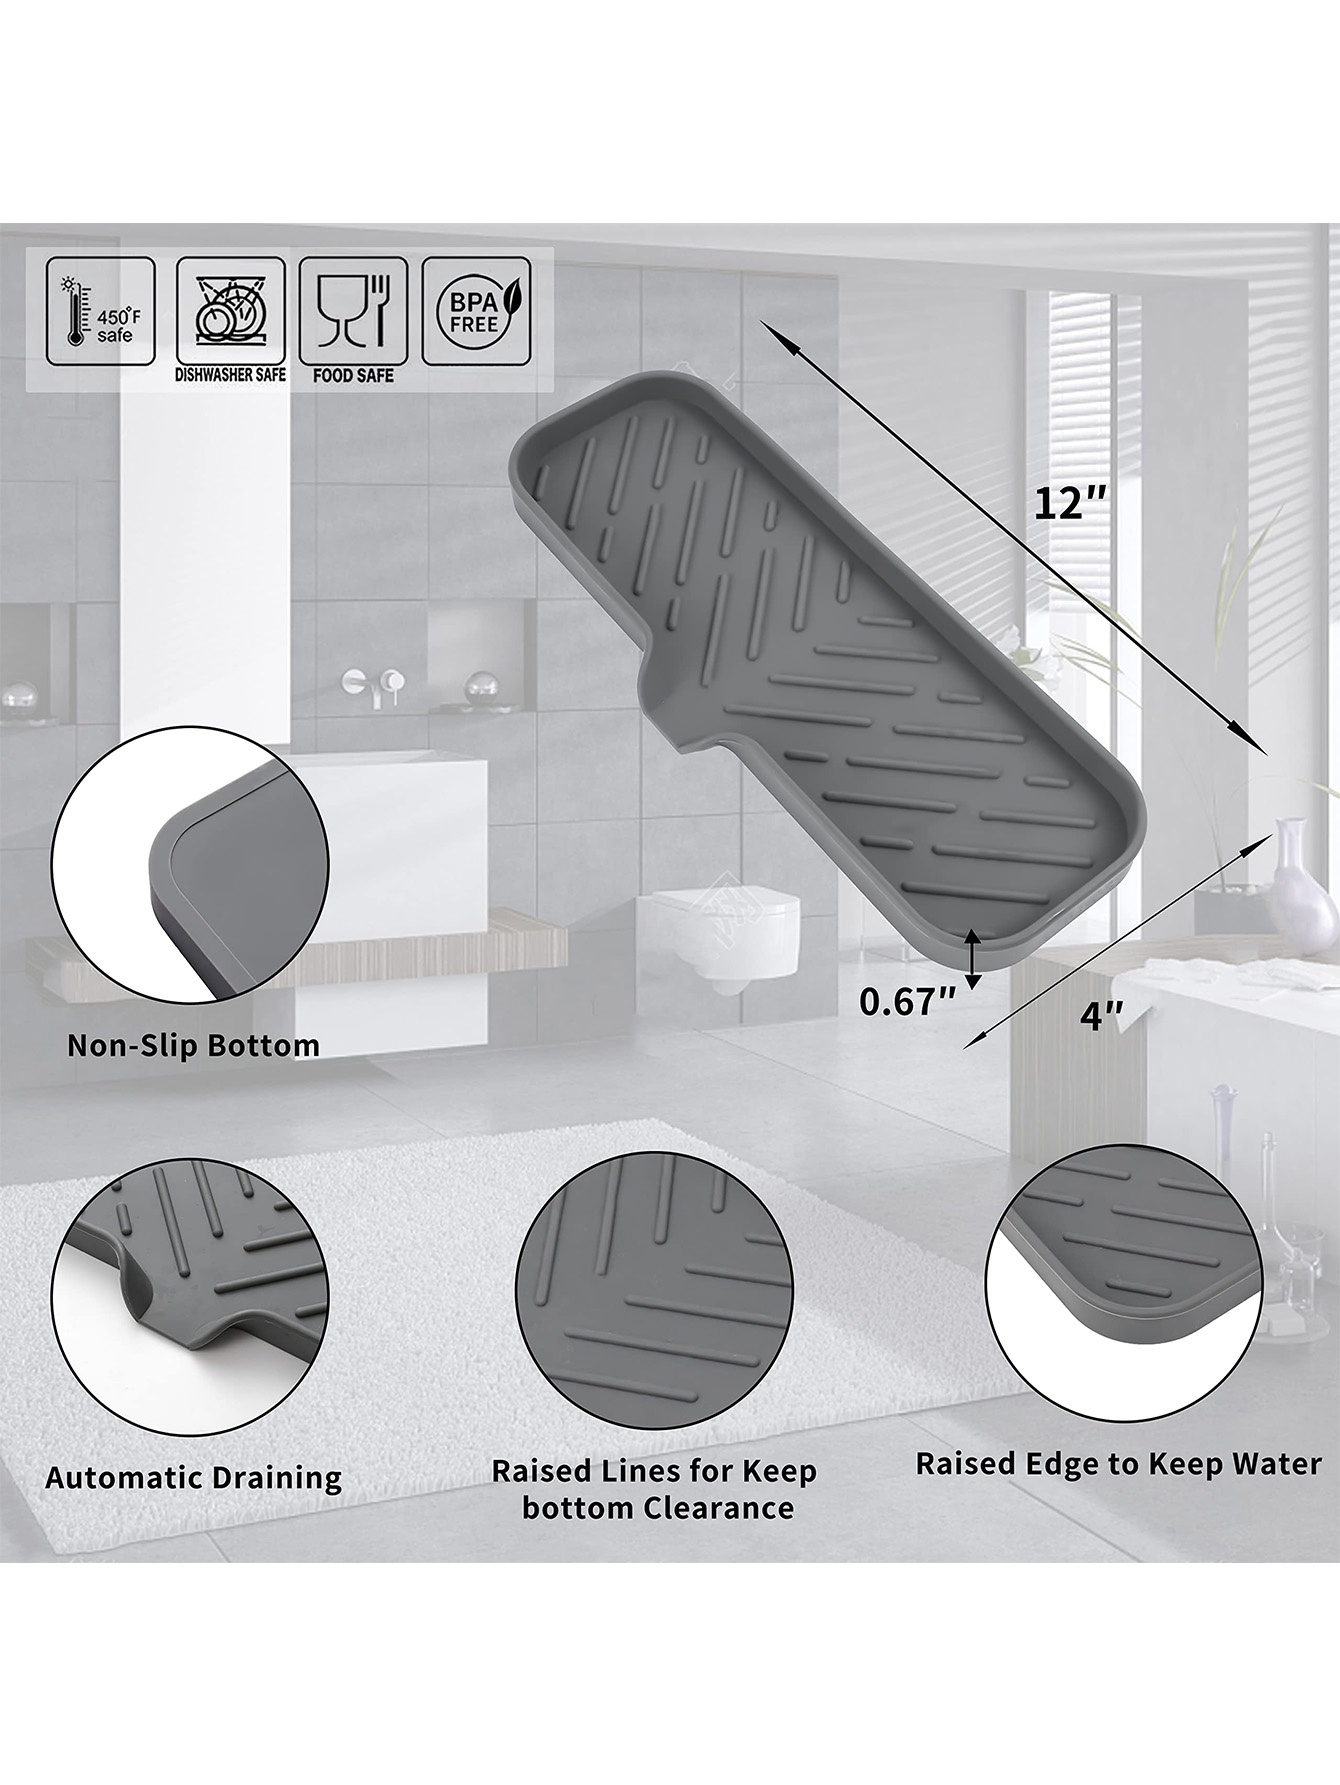 450°F
safe
DISHWASHER SAFE
FOOD SAFE
BPA
FREE
12"
0.67"
4"
Non-Slip Bottom
Automatic Draining
Raised Lines for Keep
bottom Clearance
Raised Edge to Keep Water